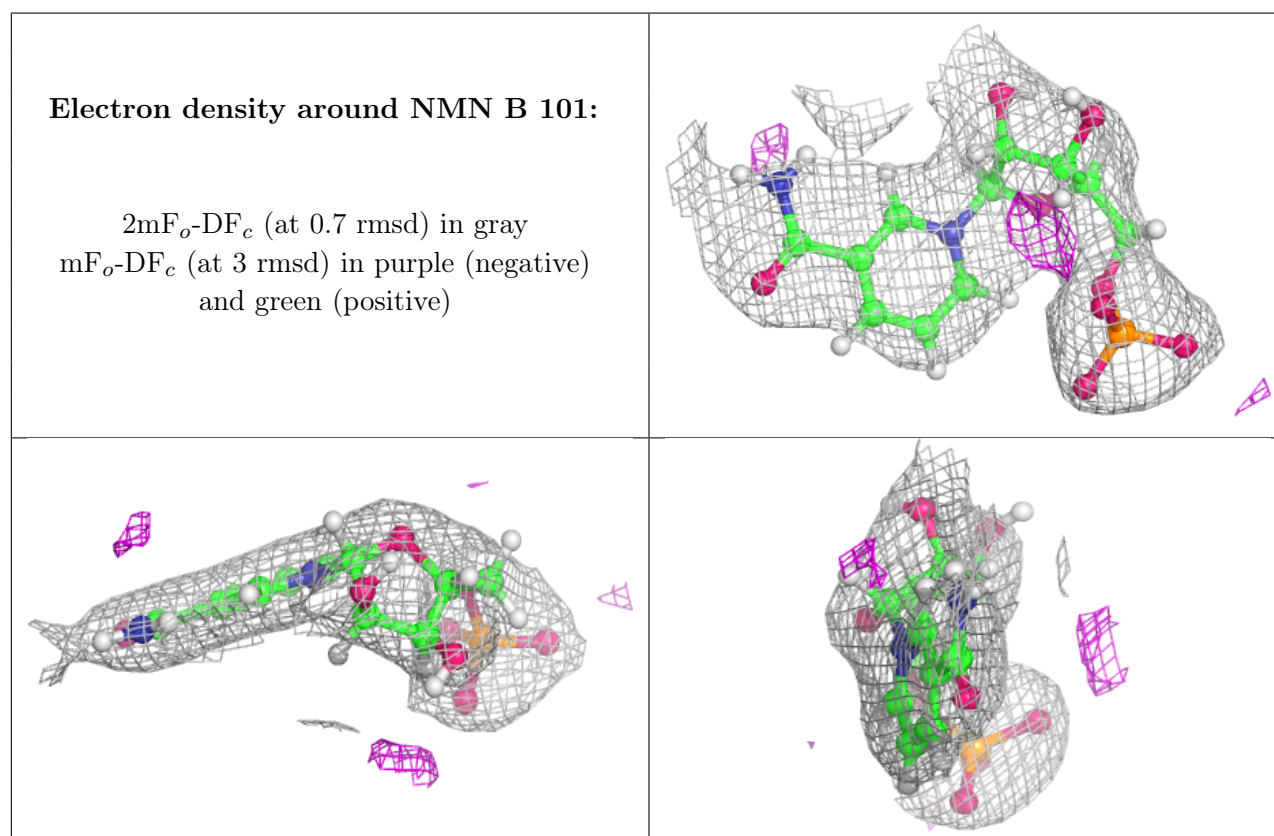 Electron density around NMN B 101:
2mFₒ-DF𝒸 (at 0.7 rmsd) in gray
mFₒ-DF𝒸 (at 3 rmsd) in purple (negative)
and green (positive)